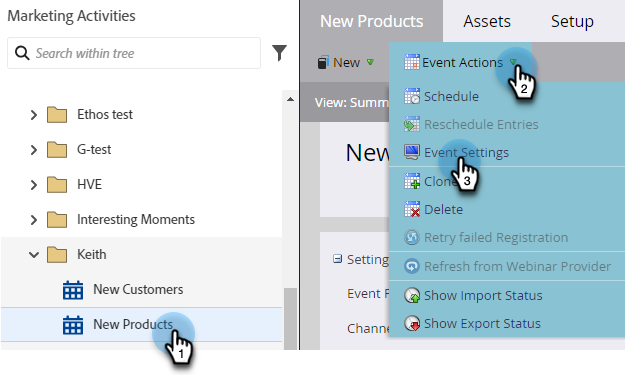 Marketing Activities
Search within tree
Ethos test
G-test
HVE
Interesting Moments
Keith
New Customers
New Products
1
New Products Assets Setup
New Event Actions
2
View: Summ
Schedule
Reschedule Entries
New
Event Settings
3
Clone
Delete
Retry failed Registration
Setting
Refresh from Webinar Provider
Event P
Show Import Status
Channe
Show Export Status